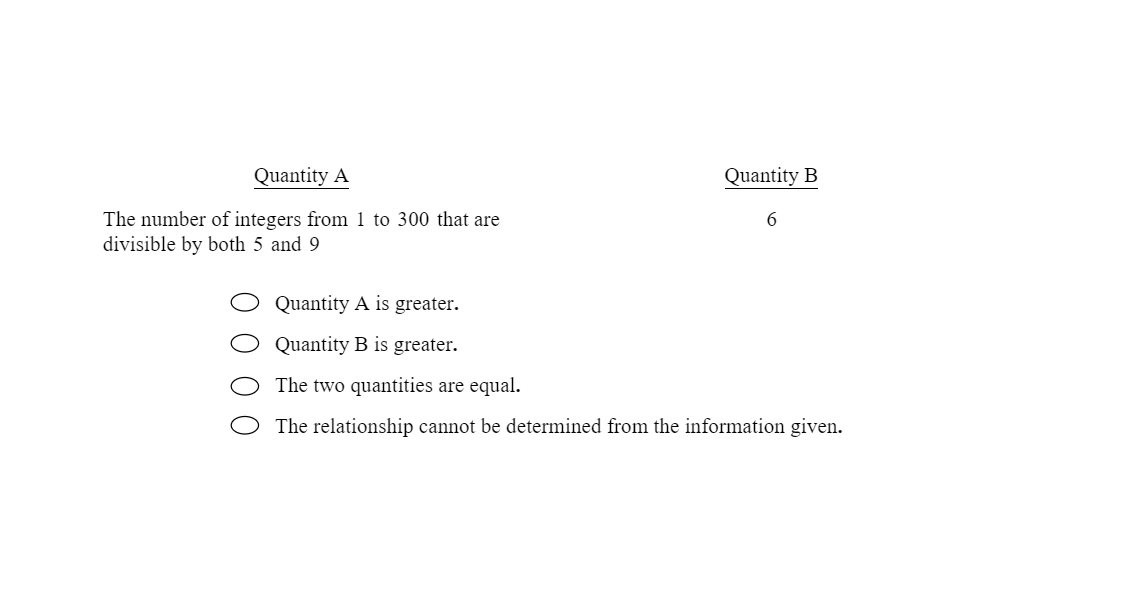 Quantity A
Quantity B
The number of integers from 1 to 300 that are
divisible by both 5 and 9
6
Quantity A is greater.
Quantity B is greater.
The two quantities are equal.
The relationship cannot be determined from the information given.